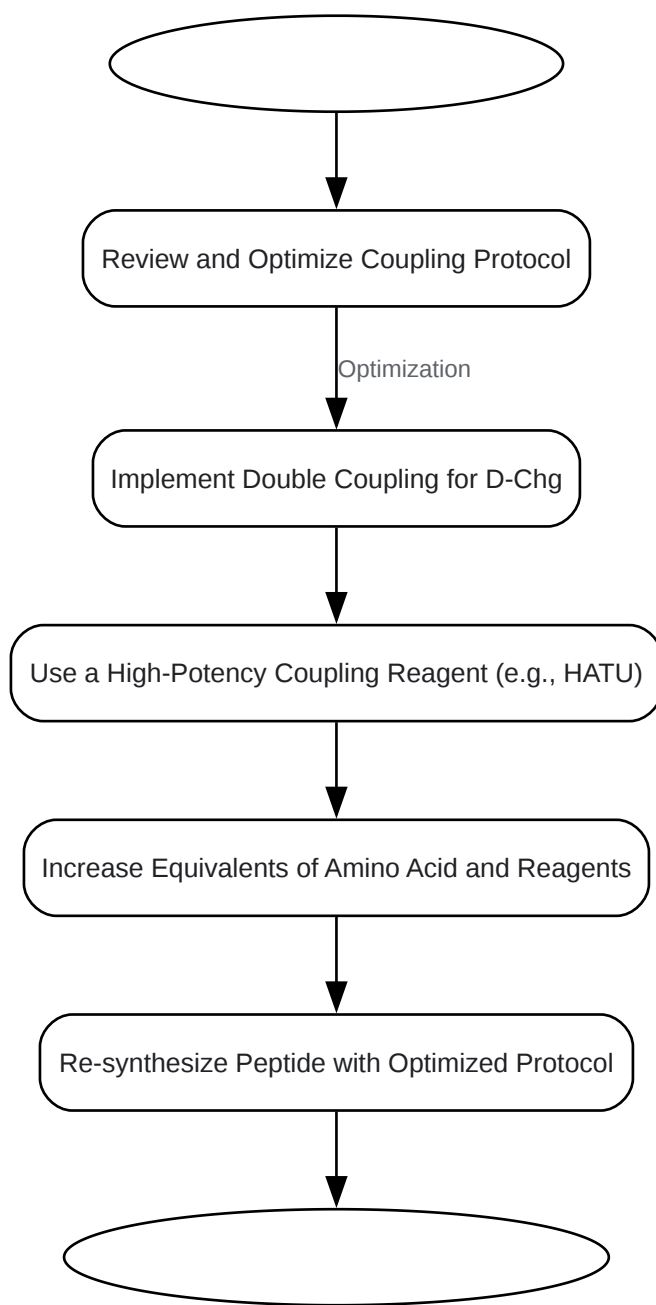 Review and Optimize Coupling Protocol
Optimization
Implement Double Coupling for D-Chg
Use a High-Potency Coupling Reagent (e.g., HATU)
Increase Equivalents of Amino Acid and Reagents
Re-synthesize Peptide with Optimized Protocol